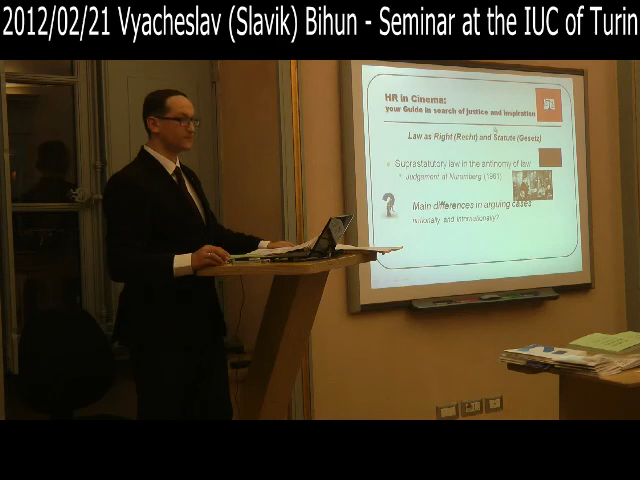 2012/02/21 Vyacheslav (Slavik) Bihun - Seminar at the IUC of Turin
HR in Cinema:
your Guide in search of justice and inspiration
Law as Right (Recht) and Statute (Gesetz)
Suprastatutory law in the antinomy of law
Judgement at Nuremberg (1961)
?
Main differences in arguing cases
nationally and internationally?